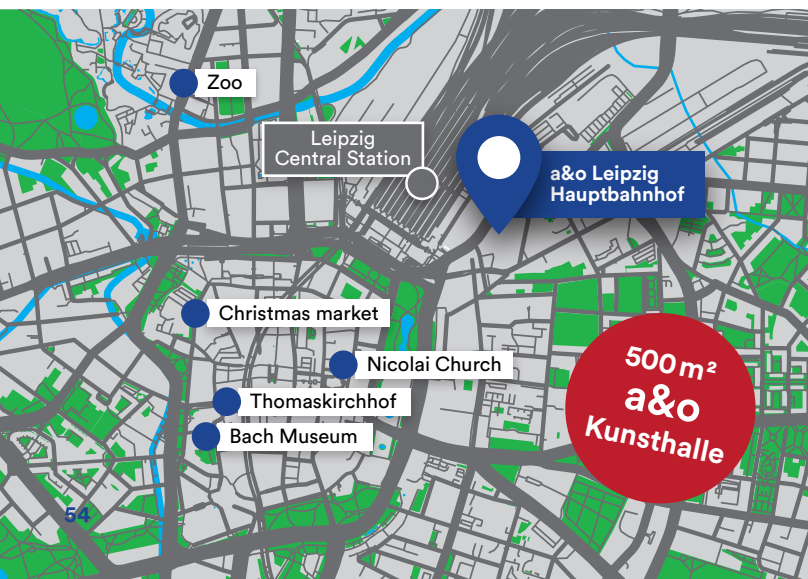 Zoo
Leipzig
Central Station
a&o Leipzig
Hauptbahnhof
Christmas market
Nicolai Church
500 m²
a&o
Kunsthalle
Thomaskirchhof
Bach Museum
54